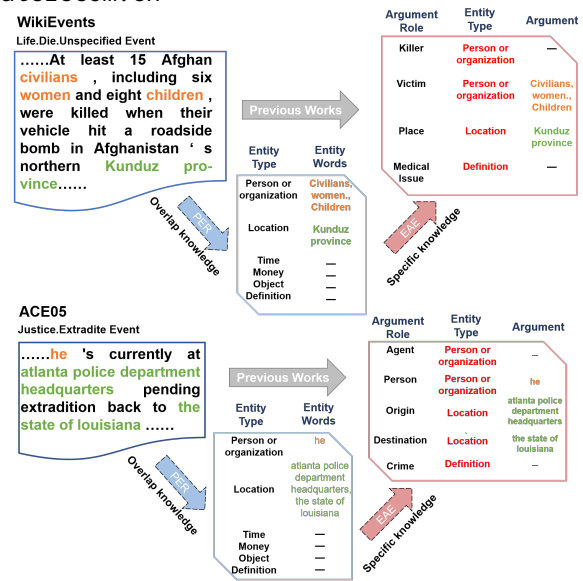 WikiEvents
Life.Die.Unspecified Event
......At least 15 Afghan
civilians , including six
women and eight children ,
were killed when their
vehicle hit a roadside
bomb in Afghanistan ' s
northern Kunduz pro-
vince......
Previous Works
PER
Overlap knowledge
Entity Type
Entity Words
Person or organization
Civilians, women., Children
Location
Kunduz province
Time
—
Money
—
Object
—
Definition
—
EAE
Specific knowledge
Argument Role
Entity Type
Argument
Killer
Person or organization
—
Victim
Person or organization
Civilians, women., Children
Place
Location
Kunduz province
Medical Issue
Definition
—
ACE05
Justice.Extradite Event
......he 's currently at
atlanta police department
headquarters pending
extradition back to the
state of louisiana ......
Previous Works
PER
Overlap knowledge
Entity Type
Entity Words
Person or organization
he
Location
atlanta police department headquarters, the state of louisiana
Time
—
Money
—
Object
—
Definition
—
EAE
Specific knowledge
Argument Role
Entity Type
Argument
Agent
Person or organization
—
Person
Person or organization
he
Origin
Location
atlanta police department headquarters
Destination
Location
the state of louisiana
Crime
Definition
—